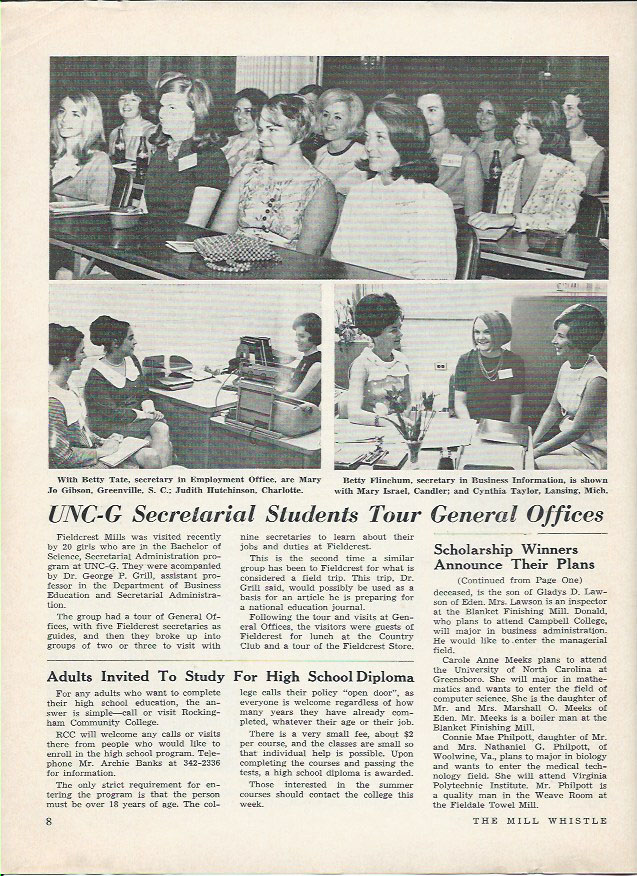 With Betty Tate, secretary in Employment Office, are Mary
Jo Gibson, Greenville, S. C.; Judith Hutchinson, Charlotte.
Betty Flinchum, secretary in Business Information, is shown
with Mary Israel, Candler; and Cynthia Taylor, Lansing, Mich.
UNC-G Secretarial Students Tour General Offices
Fieldcrest Mills was visited recently
by 20 girls who are in the Bachelor of
Science, Secretarial Administration pro-
gram at UNC-G. They were acompanied
by Dr. George P. Grill, assistant pro-
fessor in the Department of Business
Education and Secretarial Administra-
tion.
The group had a tour of General Of-
fices, with five Fieldcrest secretaries as
guides, and then they broke up into
groups of two or three to visit with
nine secretaries to learn about their
jobs and duties at Fieldcrest.
This is the second time a similar
group has been to Fieldcrest for what is
considered a field trip. This trip, Dr.
Grill said, would possibly be used as a
basis for an article he is preparing for
a national education journal.
Following the tour and visits at Gen-
eral Offices, the visitors were guests of
Fieldcrest for lunch at the Country
Club and a tour of the Fieldcrest Store.
Adults Invited To Study For High School Diploma
For any adults who want to complete
their high school education, the an-
swer is simple—call or visit Rocking-
ham Community College.
RCC will welcome any calls or visits
there from people who would like to
enroll in the high school program. Tele-
phone Mr. Archie Banks at 342-2336
for information.
The only strict requirement for en-
tering the program is that the person
must be over 18 years of age. The col-
lege calls their policy "open door", as
everyone is welcome regardless of how
many years they have already com-
pleted, whatever their age or their job.
There is a very small fee, about $2
per course, and the classes are small so
that individual help is possible. Upon
completing the courses and passing the
tests, a high school diploma is awarded.
Those interested in the summer
courses should contact the college this
week.
Scholarship Winners
Announce Their Plans
(Continued from Page One)
deceased, is the son of Gladys D. Law-
son of Eden. Mrs. Lawson is an inspector
at the Blanket Finishing Mill. Donald,
who plans to attend Campbell College,
will major in business administration.
He would like to enter the managerial
field.
Carole Anne Meeks plans to attend
the University of North Carolina at
Greensboro. She will major in mathe-
matics and wants to enter the field of
computer science. She is the daughter of
Mr. and Mrs. Marshall O. Meeks of
Eden. Mr. Meeks is a boiler man at the
Blanket Finishing Mill.
Connie Mae Philpott, daughter of Mr.
and Mrs. Nathaniel G. Philpott, of
Woolwine, Va., plans to major in biology
and wants to enter the medical tech-
nology field. She will attend Virginia
Polytechnic Institute. Mr. Philpott is
a quality man in the Weave Room at
the Fieldale Towel Mill.
8
THE MILL WHISTLE